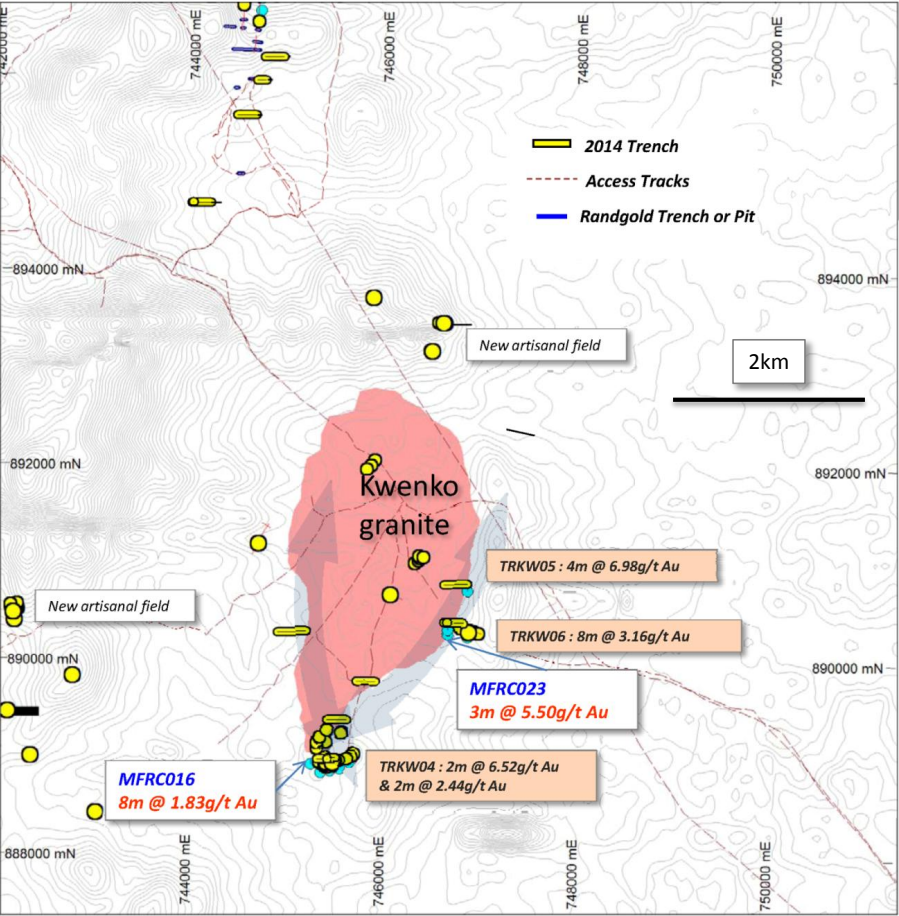 742000 mE
744000 mE
746000 mE
748000 mE
750000 mE
2014 Trench
Access Tracks
Randgold Trench or Pit
894000 mN
894000 mN
New artisanal field
2km
892000 mN
892000 mN
Kwenko
granite
TRKW05 : 4m @ 6.98g/t Au
New artisanal field
TRKW06 : 8m @ 3.16g/t Au
890000 mN
890000 mN
MFRC023
3m @ 5.50g/t Au
MFRC016
8m @ 1.83g/t Au
TRKW04 : 2m @ 6.52g/t Au
& 2m @ 2.44g/t Au
888000 mN
744000 mE
746000 mE
748000 mE
750000 mE